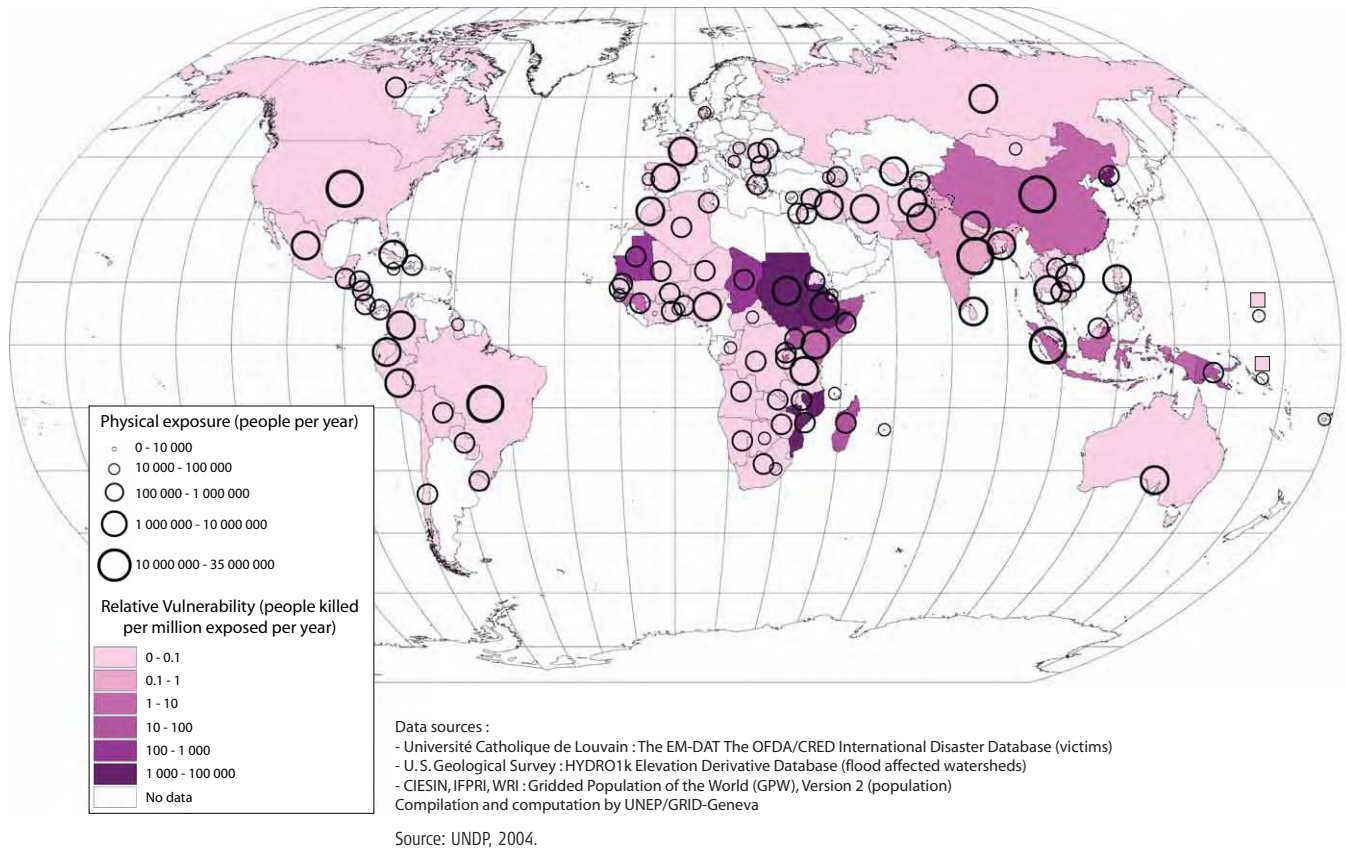 Physical exposure (people per year)
0 - 10 000
10 000 - 100 000
100 000 - 1 000 000
1 000 000 - 10 000 000
10 000 000 - 35 000 000
Relative Vulnerability (people killed
per million exposed per year)
0 - 0.1
0.1 - 1
1 - 10
10 - 100
100 - 1 000
1 000 - 100 000
No data
Data sources :
- Université Catholique de Louvain : The EM-DAT The OFDA/CRED International Disaster Database (victims)
- U.S. Geological Survey : HYDRO1k Elevation Derivative Database (flood affected watersheds)
- CIESIN, IFPRI, WRI : Gridded Population of the World (GPW), Version 2 (population)
Compilation and computation by UNEP/GRID-Geneva
Source: UNDP, 2004.